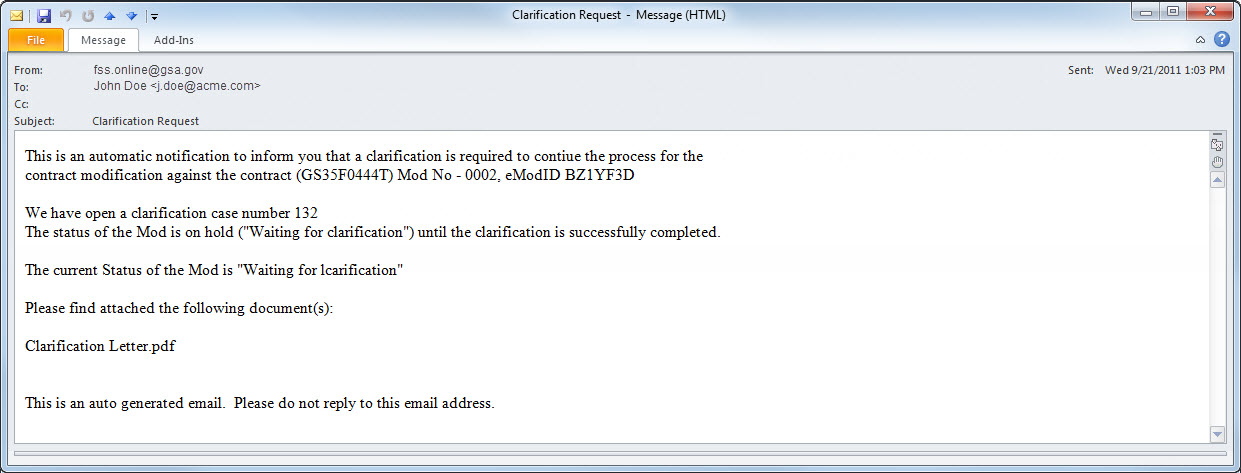 Clarification Request - Message (HTML)
File Message Add-Ins
From: fss.online@gsa.gov Sent: Wed 9/21/2011 1:03 PM
To: John Doe <j.doe@acme.com>
Cc:
Subject: Clarification Request
This is an automatic notification to inform you that a clarification is required to contiue the process for the
contract modification against the contract (GS35F0444T) Mod No - 0002, eModID BZ1YF3D
We have open a clarification case number 132
The status of the Mod is on hold ("Waiting for clarification") until the clarification is successfully completed.
The current Status of the Mod is "Waiting for lcarification"
Please find attached the following document(s):
Clarification Letter.pdf
This is an auto generated email.  Please do not reply to this email address.